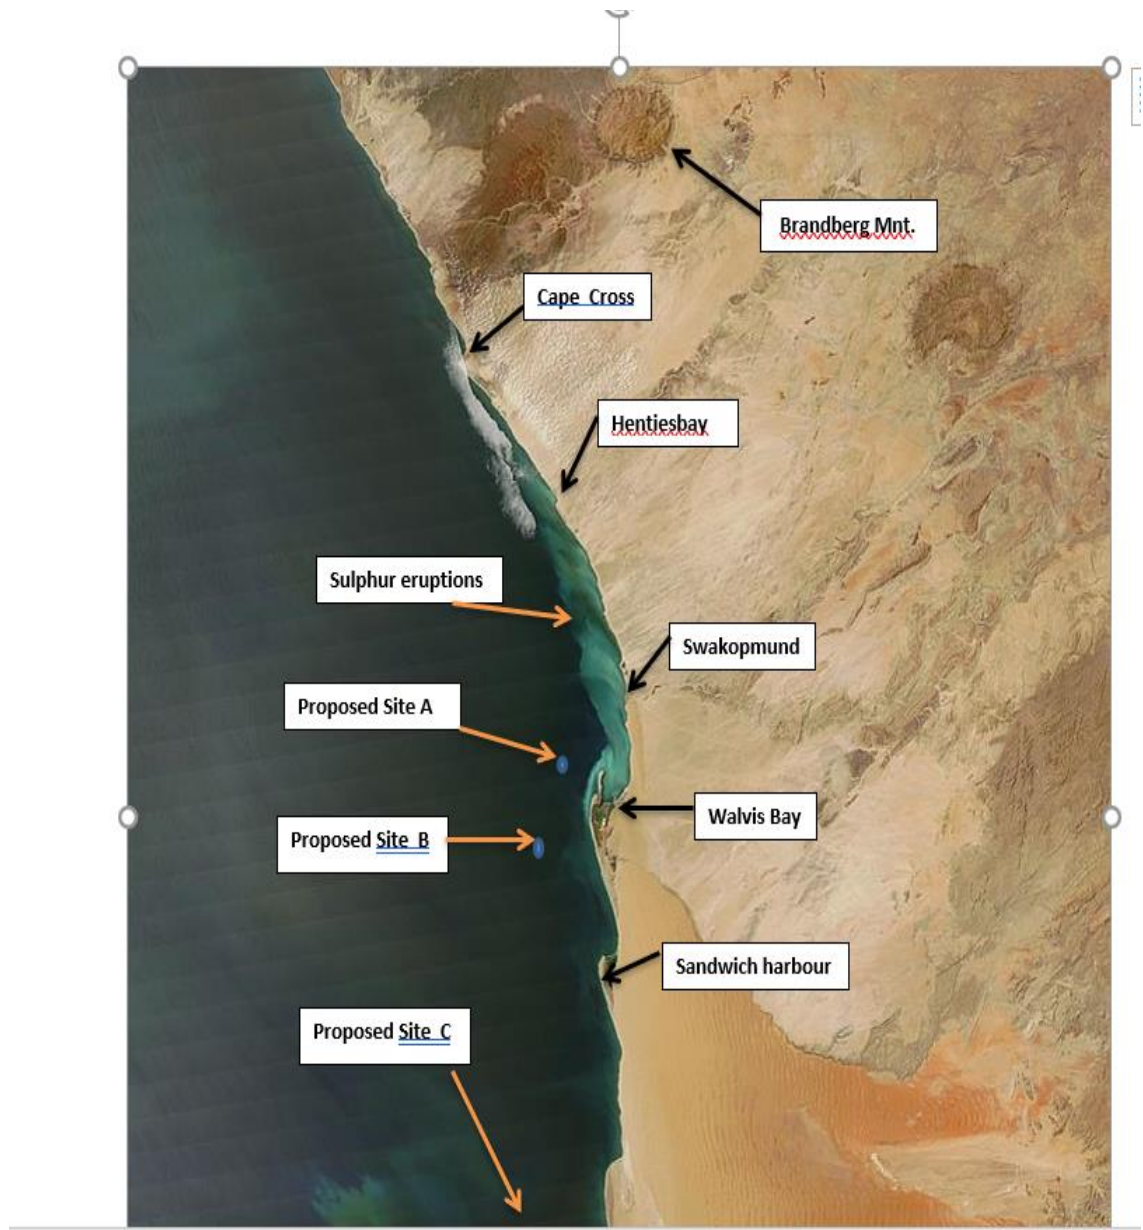 Brandberg Mnt.
Cape Cross
Hentiesbay
Sulphur eruptions
Swakopmund
Proposed Site A
Walvis Bay
Proposed Site B
Sandwich harbour
Proposed Site C